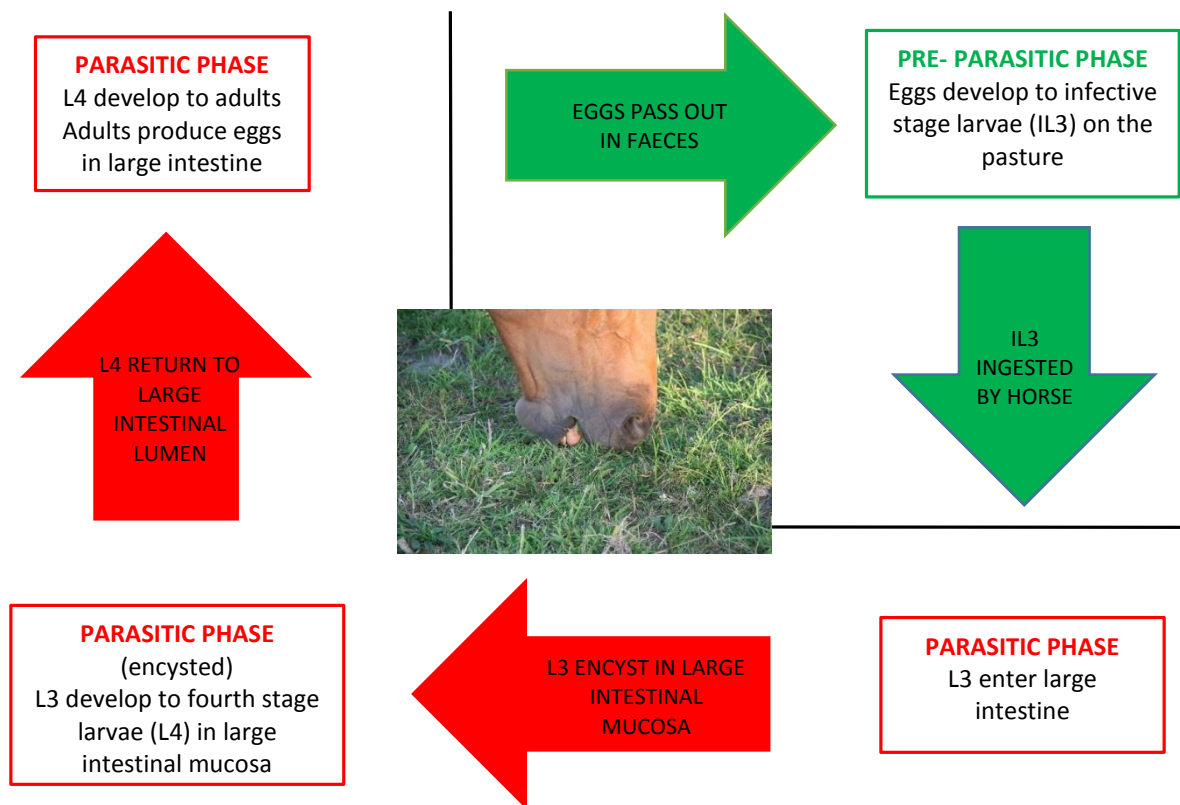 PARASITIC PHASE
L4 develop to adults
Adults produce eggs
in large intestine
EGGS PASS OUT
IN FAECES
PRE- PARASITIC PHASE
Eggs develop to infective
stage larvae (IL3) on the
pasture
IL3
INGESTED
BY HORSE
PARASITIC PHASE
L3 enter large
intestine
L3 ENCYST IN LARGE
INTESTINAL
MUCOSA
PARASITIC PHASE
(encysted)
L3 develop to fourth stage
larvae (L4) in large
intestinal mucosa
L4 RETURN TO
LARGE
INTESTINAL
LUMEN